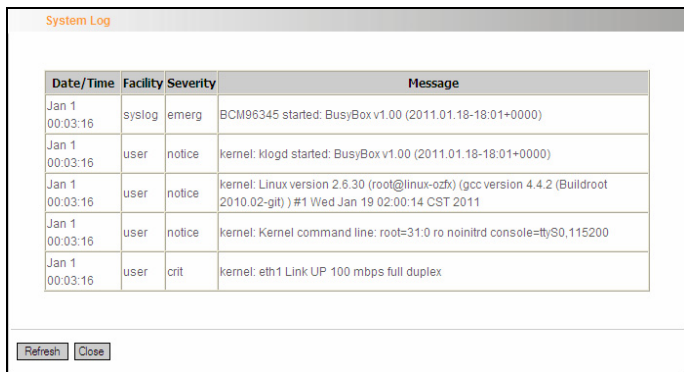 System Log
Date/Time Facility Severity Message
Jan 1
00:03:16 syslog emerg BCM96345 started: BusyBox v1.00 (2011.01.18-18:01+0000)
Jan 1
00:03:16 user notice kernel: klogd started: BusyBox v1.00 (2011.01.18-18:01+0000)
Jan 1
00:03:16 user notice kernel: Linux version 2.6.30 (root@linux-ozfx) (gcc version 4.4.2 (Buildroot
2010.02-git) ) #1 Wed Jan 19 02:00:14 CST 2011
Jan 1
00:03:16 user notice kernel: Kernel command line: root=31:0 ro noinitrd console=ttyS0,115200
Jan 1
00:03:16 user crit kernel: eth1 Link UP 100 mbps full duplex
Refresh Close